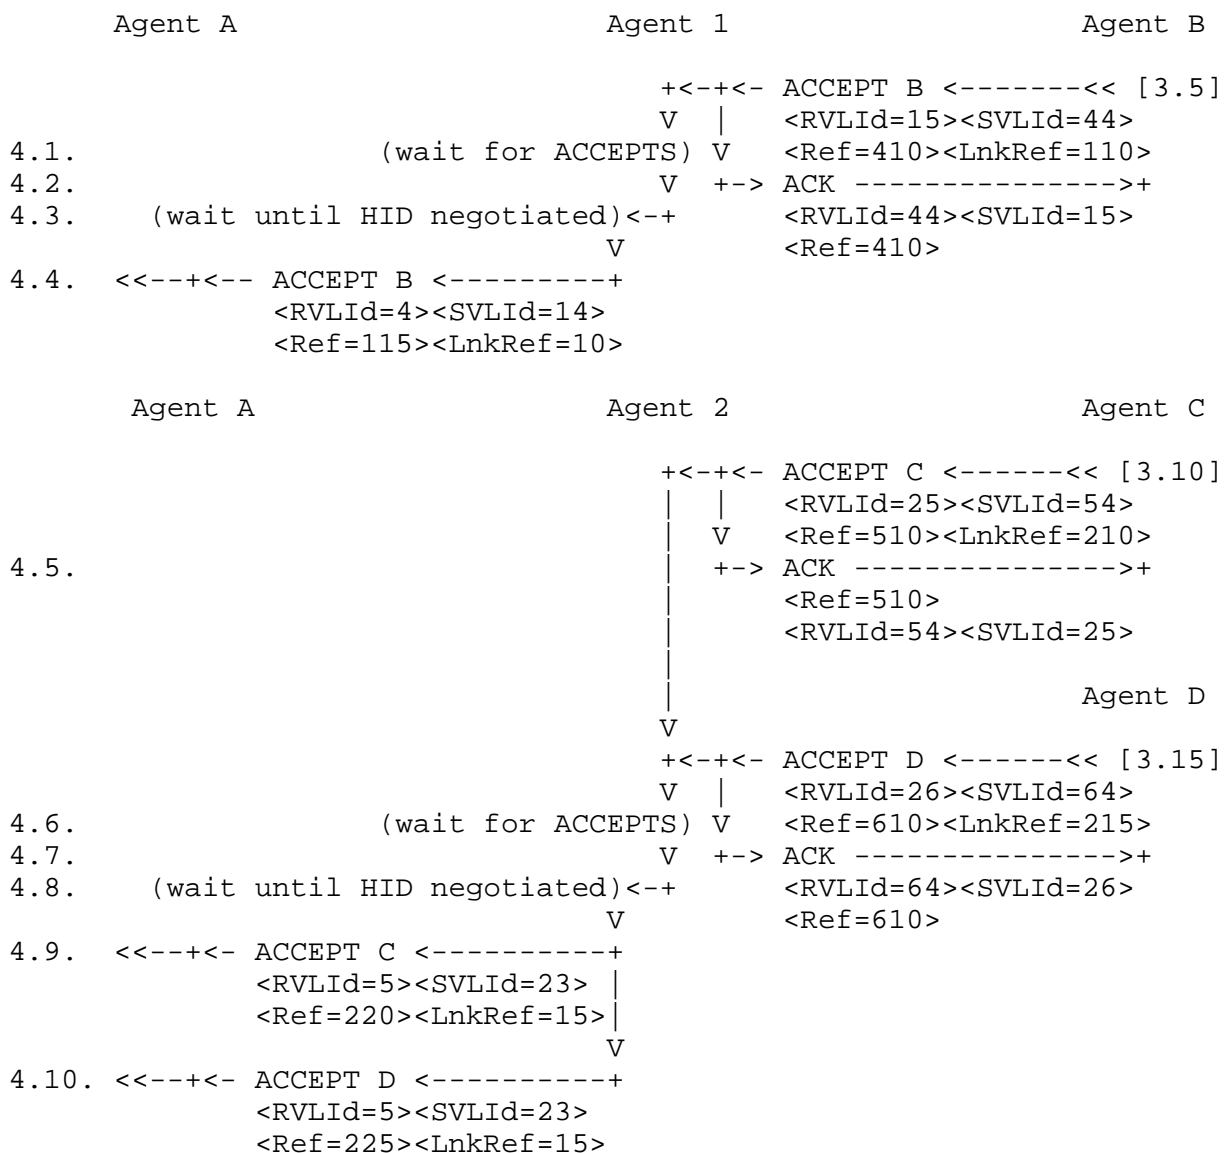 Agent A                     Agent 1                    Agent B

                                     +<-+<- ACCEPT B <-------<< [3.5]
                                     V  |   <RVLId=15><SVLId=44>
4.1.                 (wait for ACCEPTS) V   <Ref=410><LnkRef=110>
4.2.                                 V  +-> ACK --------------->+
4.3.    (wait until HID negotiated)<-+      <RVLId=44><SVLId=15>
                                  V         <Ref=410>
4.4.  <<--+<-- ACCEPT B <---------+
               <RVLId=4><SVLId=14>
               <Ref=115><LnkRef=10>

       Agent A                    Agent 2                    Agent C

                                     +<-+<- ACCEPT C <------<< [3.10]
                                     |  |   <RVLId=25><SVLId=54>
                                     |  V   <Ref=510><LnkRef=210>
4.5.                                 |  +-> ACK --------------->+
                                     |      <Ref=510>
                                     |      <RVLId=54><SVLId=25>
                                     |
                                     |                       Agent D
                                     V
                                     +<-+<- ACCEPT D <------<< [3.15]
                                     V  |   <RVLId=26><SVLId=64>
4.6.                 (wait for ACCEPTS) V   <Ref=610><LnkRef=215>
4.7.                                 V  +-> ACK --------------->+
4.8.    (wait until HID negotiated)<-+      <RVLId=64><SVLId=26>
                                  V         <Ref=610>
4.9.  <<--+<- ACCEPT C <----------+
              <RVLId=5><SVLId=23> |
              <Ref=220><LnkRef=15>|
                                  V
4.10. <<--+<- ACCEPT D <----------+
              <RVLId=5><SVLId=23>
              <Ref=225><LnkRef=15>